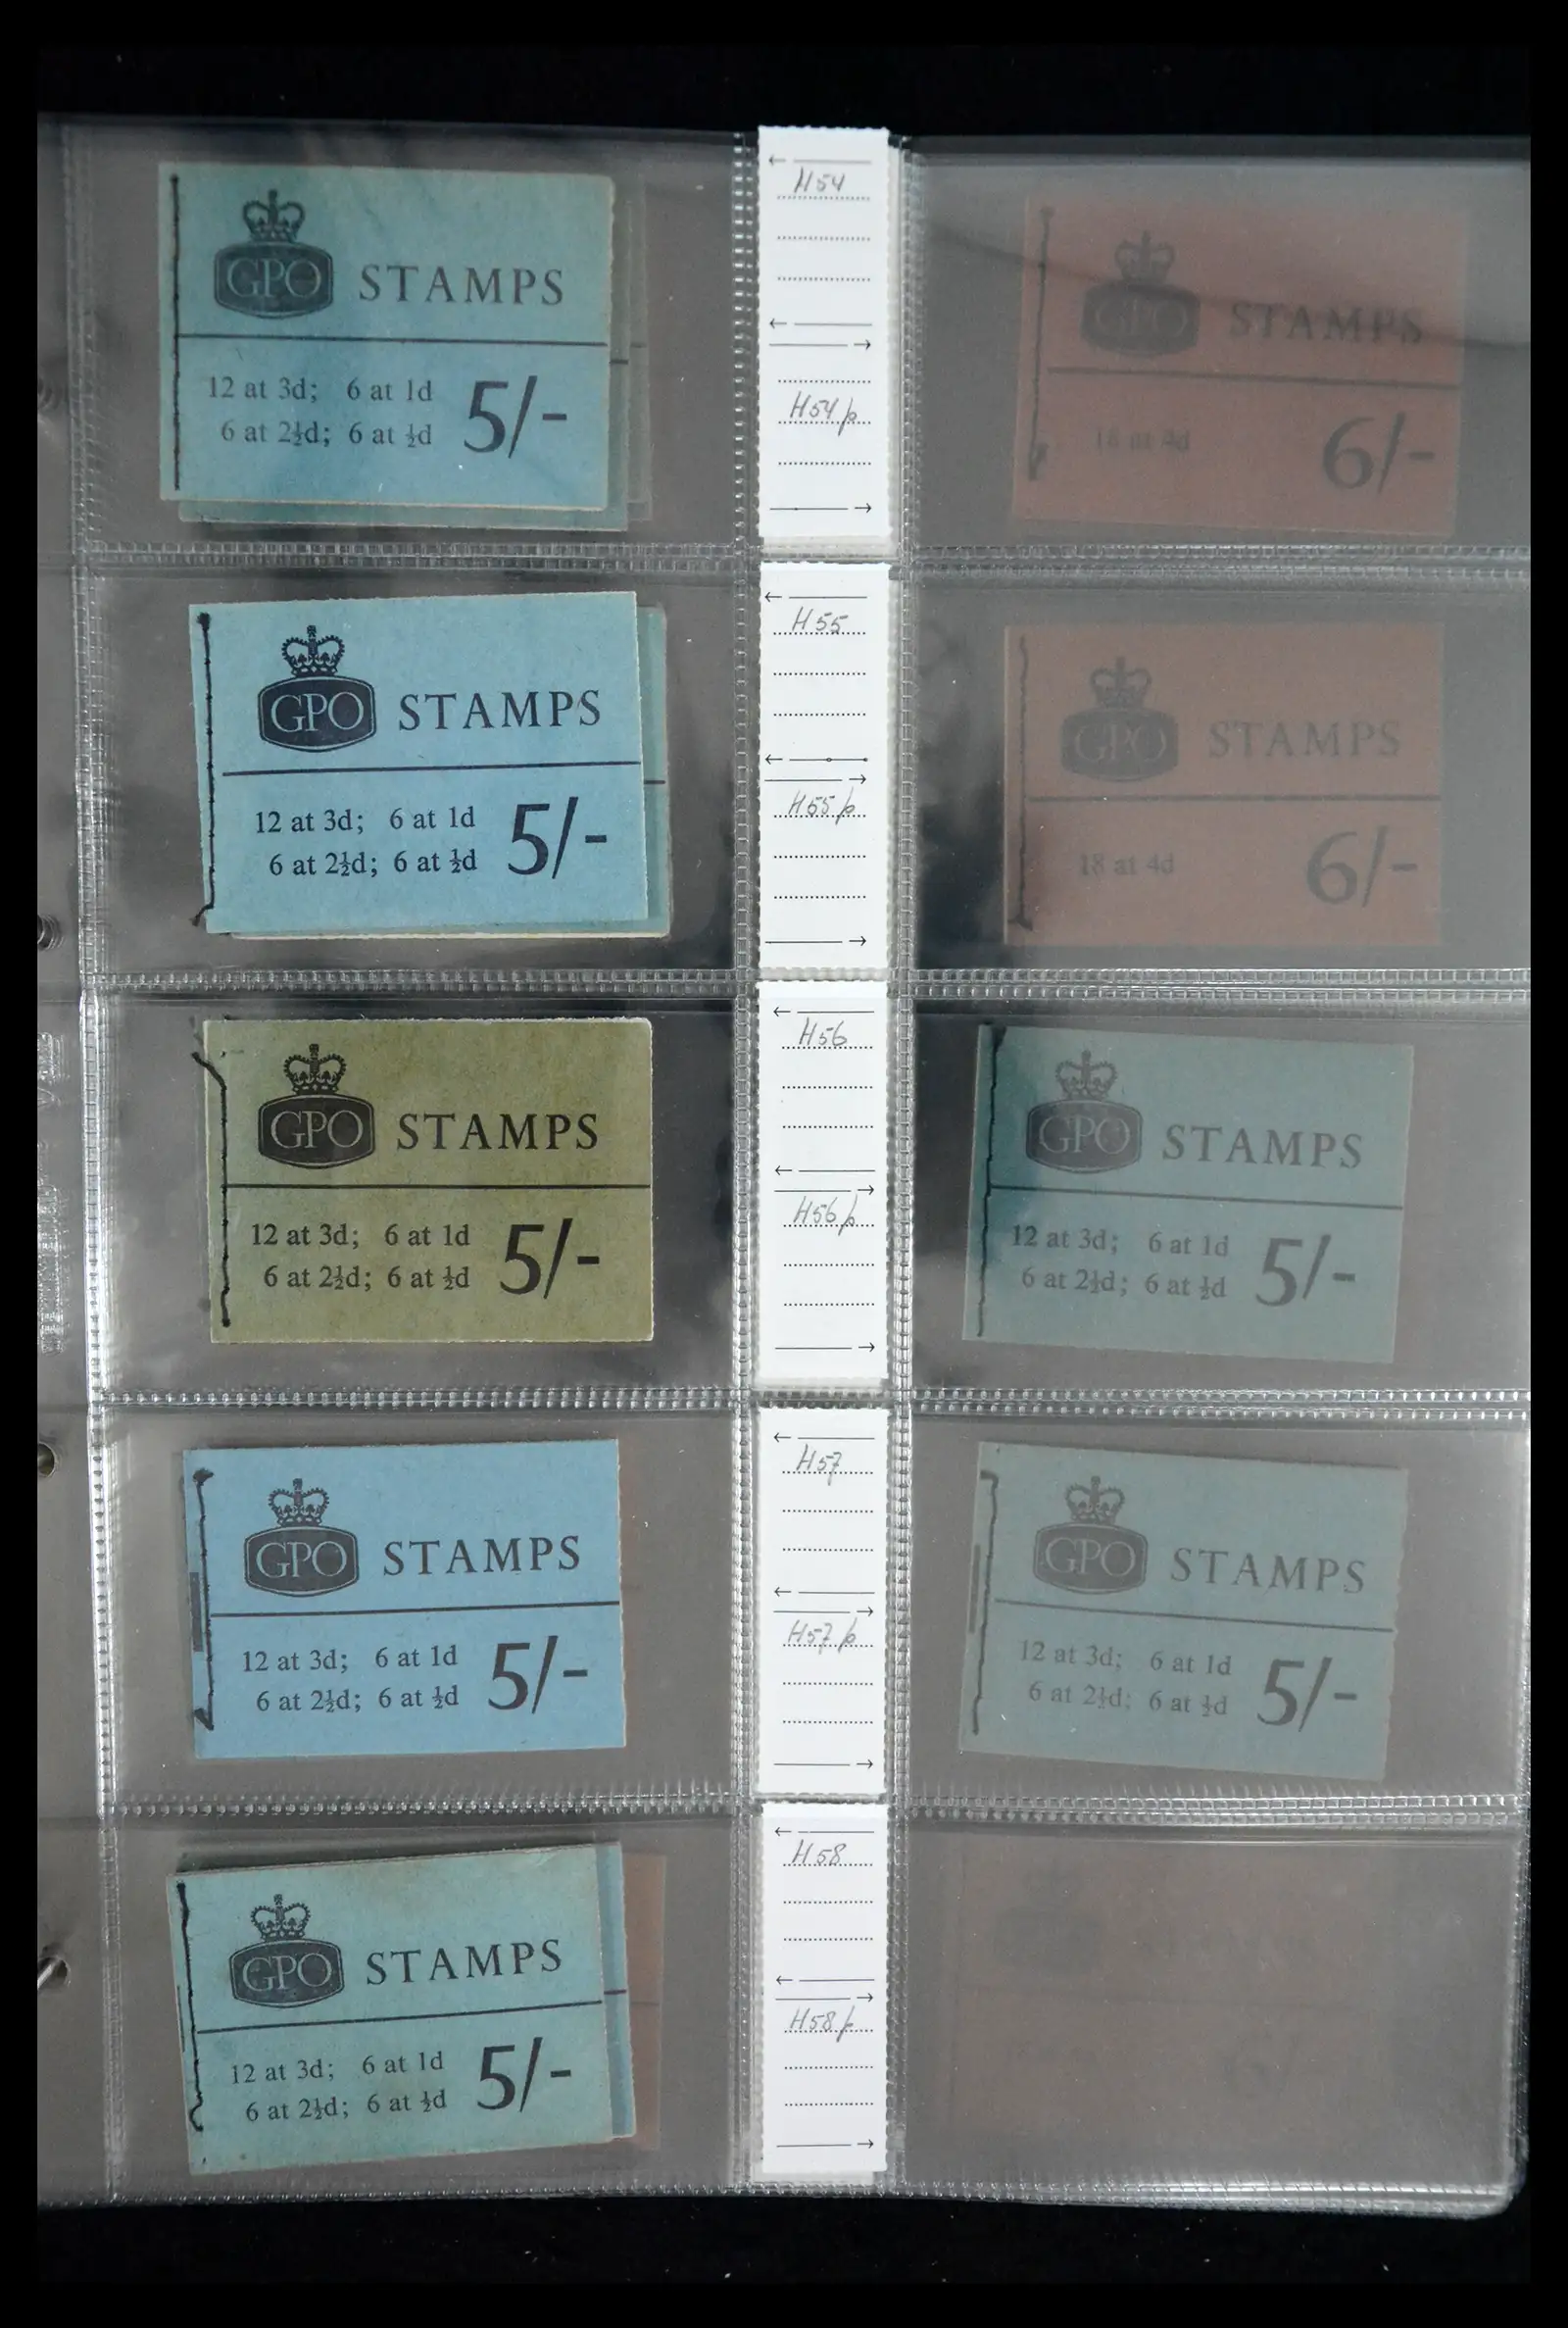 GPO STAMPS
12 at 3d; 6 at 1d
6 at 2½d; 6 at ½d 5/-
H54
H54p
GPO STAMPS
18 at 4d 6/-
GPO STAMPS
12 at 3d; 6 at 1d
6 at 2½d; 6 at ½d 5/-
H55
H55p
GPO STAMPS
18 at 4d 6/-
GPO STAMPS
12 at 3d; 6 at 1d
6 at 2½d; 6 at ½d 5/-
H56
H56p
GPO STAMPS
12 at 3d; 6 at 1d
6 at 2½d; 6 at ½d 5/-
GPO STAMPS
12 at 3d; 6 at 1d
6 at 2½d; 6 at ½d 5/-
H57
H57p
GPO STAMPS
12 at 3d; 6 at 1d
6 at 2½d; 6 at ½d 5/-
GPO STAMPS
12 at 3d; 6 at 1d
6 at 2½d; 6 at ½d 5/-
H58
H58p